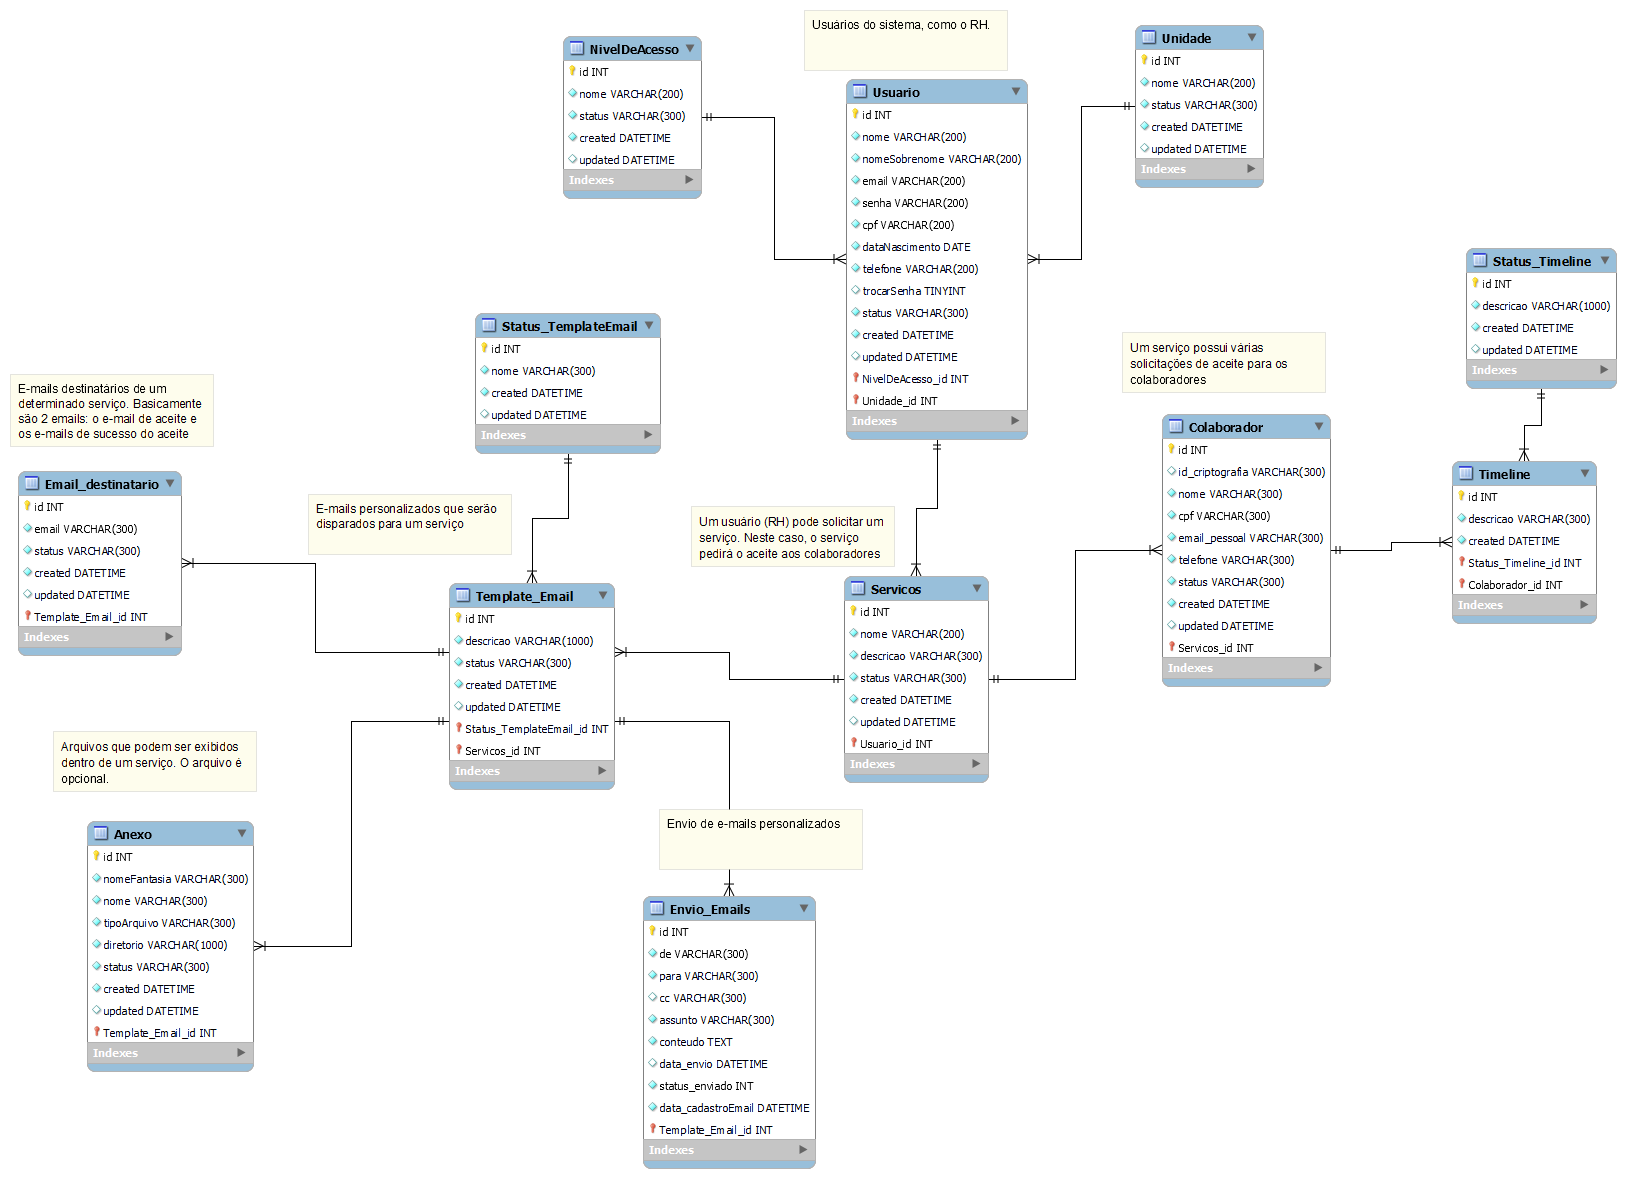 Usuários do sistema, como o RH.
NivelDeAcesso
id INT
nome VARCHAR(200)
status VARCHAR(300)
created DATETIME
updated DATETIME
Indexes
Usuario
id INT
nome VARCHAR(200)
nomeSobrenome VARCHAR(200)
email VARCHAR(200)
senha VARCHAR(200)
cpf VARCHAR(200)
dataNascimento DATE
telefone VARCHAR(200)
trocarSenha TINYINT
status VARCHAR(300)
created DATETIME
updated DATETIME
NivelDeAcesso_id INT
Unidade_id INT
Indexes
Unidade
id INT
nome VARCHAR(200)
status VARCHAR(300)
created DATETIME
updated DATETIME
Indexes
Status_Timeline
id INT
descricao VARCHAR(1000)
created DATETIME
updated DATETIME
Indexes
Status_TemplateEmail
id INT
nome VARCHAR(300)
created DATETIME
updated DATETIME
Indexes
Um serviço possui várias
solicitações de aceite para os
colaboradores
E-mails destinatários de um
determinado serviço. Basicamente
são 2 emails: o e-mail de aceite e
os e-mails de sucesso do aceite
Email_destinatario
id INT
email VARCHAR(300)
status VARCHAR(300)
created DATETIME
updated DATETIME
Template_Email_id INT
Indexes
E-mails personalizados que serão
disparados para um serviço
Um usuário (RH) pode solicitar um
serviço. Neste caso, o serviço
pedirá o aceite aos colaboradores
Colaborador
id INT
id_criptografia VARCHAR(300)
nome VARCHAR(300)
cpf VARCHAR(300)
email_pessoal VARCHAR(300)
telefone VARCHAR(300)
status VARCHAR(300)
created DATETIME
updated DATETIME
Servicos_id INT
Indexes
Timeline
id INT
descricao VARCHAR(300)
created DATETIME
Status_Timeline_id INT
Colaborador_id INT
Indexes
Template_Email
id INT
descricao VARCHAR(1000)
status VARCHAR(300)
created DATETIME
updated DATETIME
Status_TemplateEmail_id INT
Servicos_id INT
Indexes
Servicos
id INT
nome VARCHAR(200)
descricao VARCHAR(300)
status VARCHAR(300)
created DATETIME
updated DATETIME
Usuario_id INT
Indexes
Arquivos que podem ser exibidos
dentro de um serviço. O arquivo é
opcional.
Anexo
id INT
nomeFantasia VARCHAR(300)
nome VARCHAR(300)
tipoArquivo VARCHAR(300)
diretorio VARCHAR(1000)
status VARCHAR(300)
created DATETIME
updated DATETIME
Template_Email_id INT
Indexes
Envio de e-mails personalizados
Envio_Emails
id INT
de VARCHAR(300)
para VARCHAR(300)
cc VARCHAR(300)
assunto VARCHAR(300)
conteudo TEXT
data_envio DATETIME
status_enviado INT
data_cadastroEmail DATETIME
Template_Email_id INT
Indexes